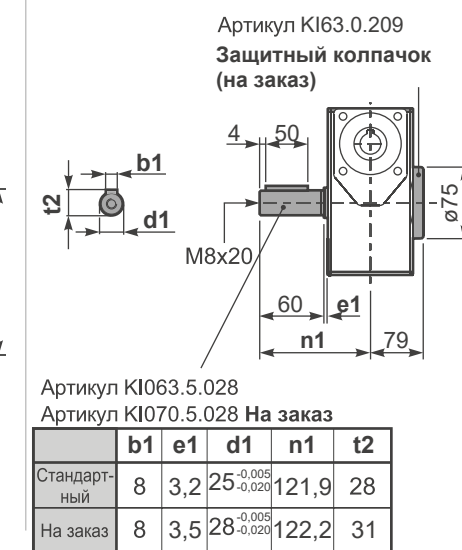 Артикул KI63.0.209
Защитный колпачок
(на заказ)
4 50
b1
t2
d1
ø75
M8x20
60 e1
n1 79
Артикул KI063.5.028
Артикул KI070.5.028 На заказ
b1 e1 d1 n1 t2
Стандарт-
ный 8 3,2 25 -0,005 -0,020 121,9 28
На заказ 8 3,5 28 -0,005 -0,020 122,2 31